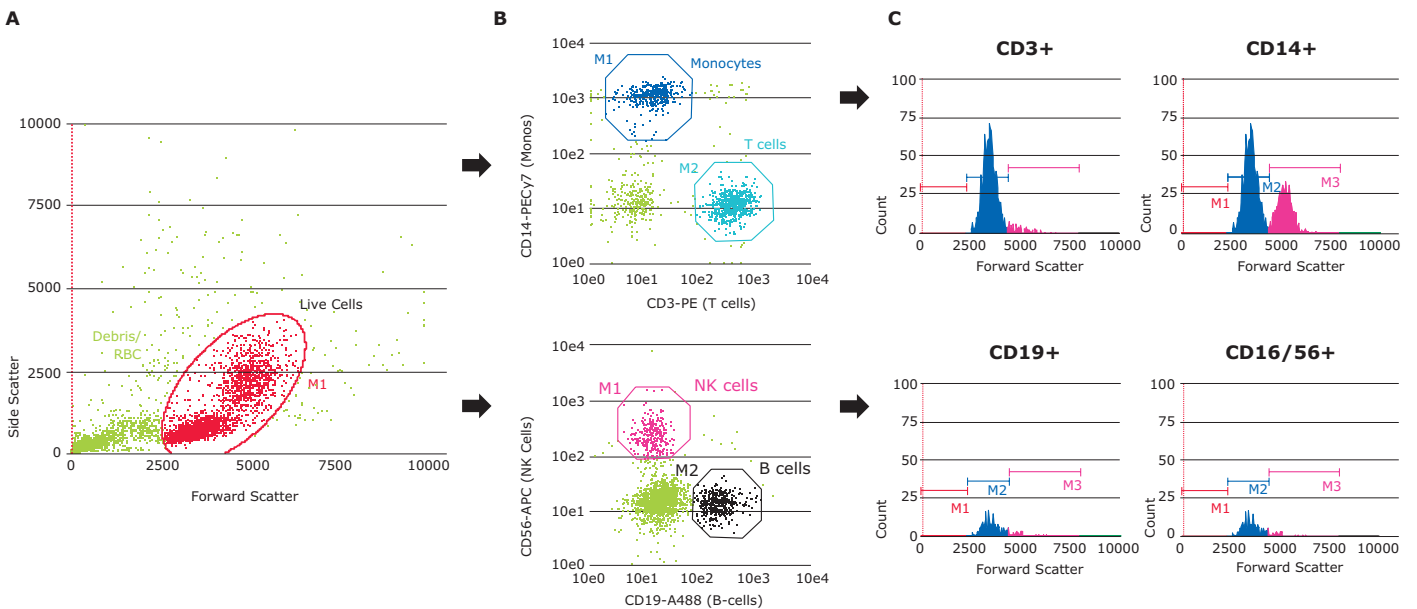 A
10000
7500
5000
2500
0
Side Scatter
Debris/
RBC
Live Cells
M1
0
2500
5000
7500
10000
Forward Scatter
B
10e4
10e3
10e2
10e1
10e0
CD14-PECy7 (Monos)
M1
Monocytes
T cells
M2
10e0
10e1
10e2
10e3
10e4
CD3-PE (T cells)
10e4
10e3
10e2
10e1
10e0
CD56-APC (NK Cells)
M1
NK cells
M2
B cells
10e0
10e1
10e2
10e3
10e4
CD19-A488 (B-cells)
C
CD3+
100
75
50
25
0
Count
0
2500
5000
7500
10000
Forward Scatter
CD14+
100
75
50
25
0
Count
M1
M2
M3
0
2500
5000
7500
10000
Forward Scatter
CD19+
100
75
50
25
0
Count
M1
M2
M3
0
2500
5000
7500
10000
Forward Scatter
CD16/56+
100
75
50
25
0
Count
M1
M2
M3
0
2500
5000
7500
10000
Forward Scatter